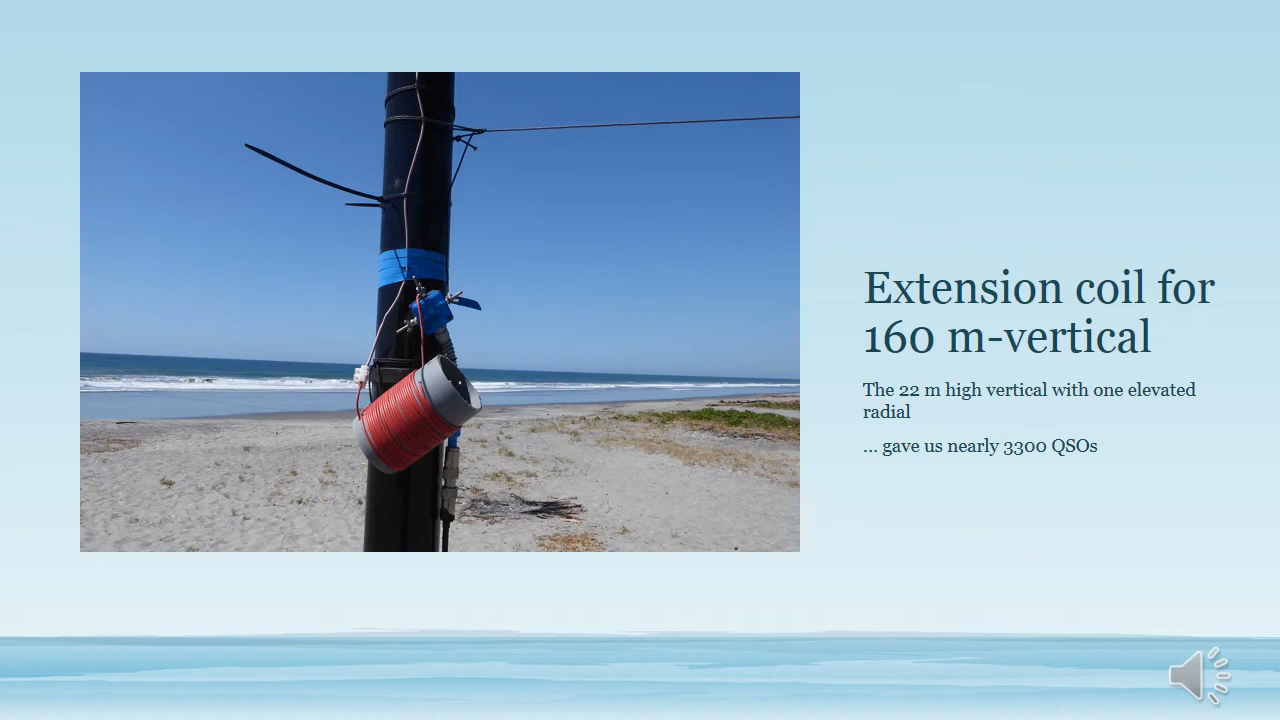 Extension coil for
160 m-vertical
The 22 m high vertical with one elevated
radial
… gave us nearly 3300 QSOs